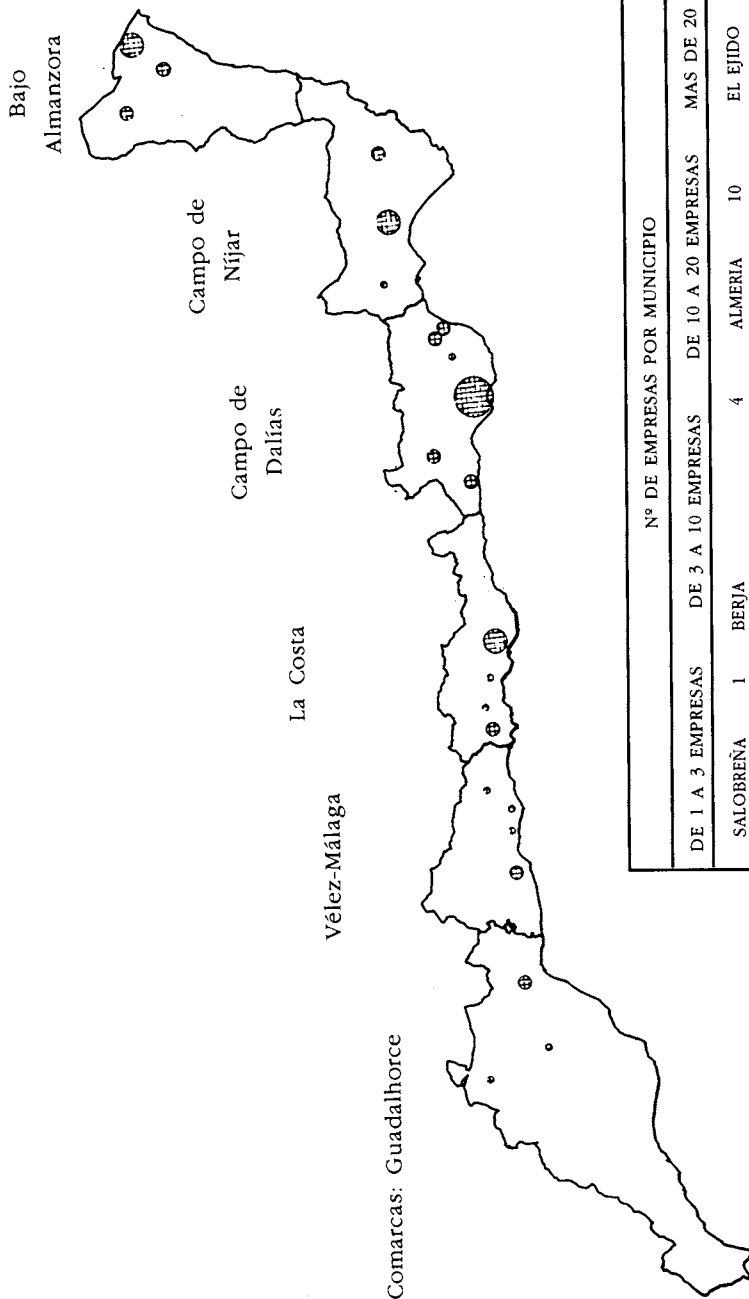 Comarcas: Guadalhorce
Vélez-Málaga
La Costa
Campo de
Dalías
Campo de
Níjar
Bajo
Almanzora
Nº DE EMPRESAS POR MUNICIPIO
DE 1 A 3 EMPRESAS DE 3 A 10 EMPRESAS DE 10 A 20 EMPRESAS MAS DE 20
SALOBREÑA 1 BERJA 4 ALMERIA 10 EL EJIDO